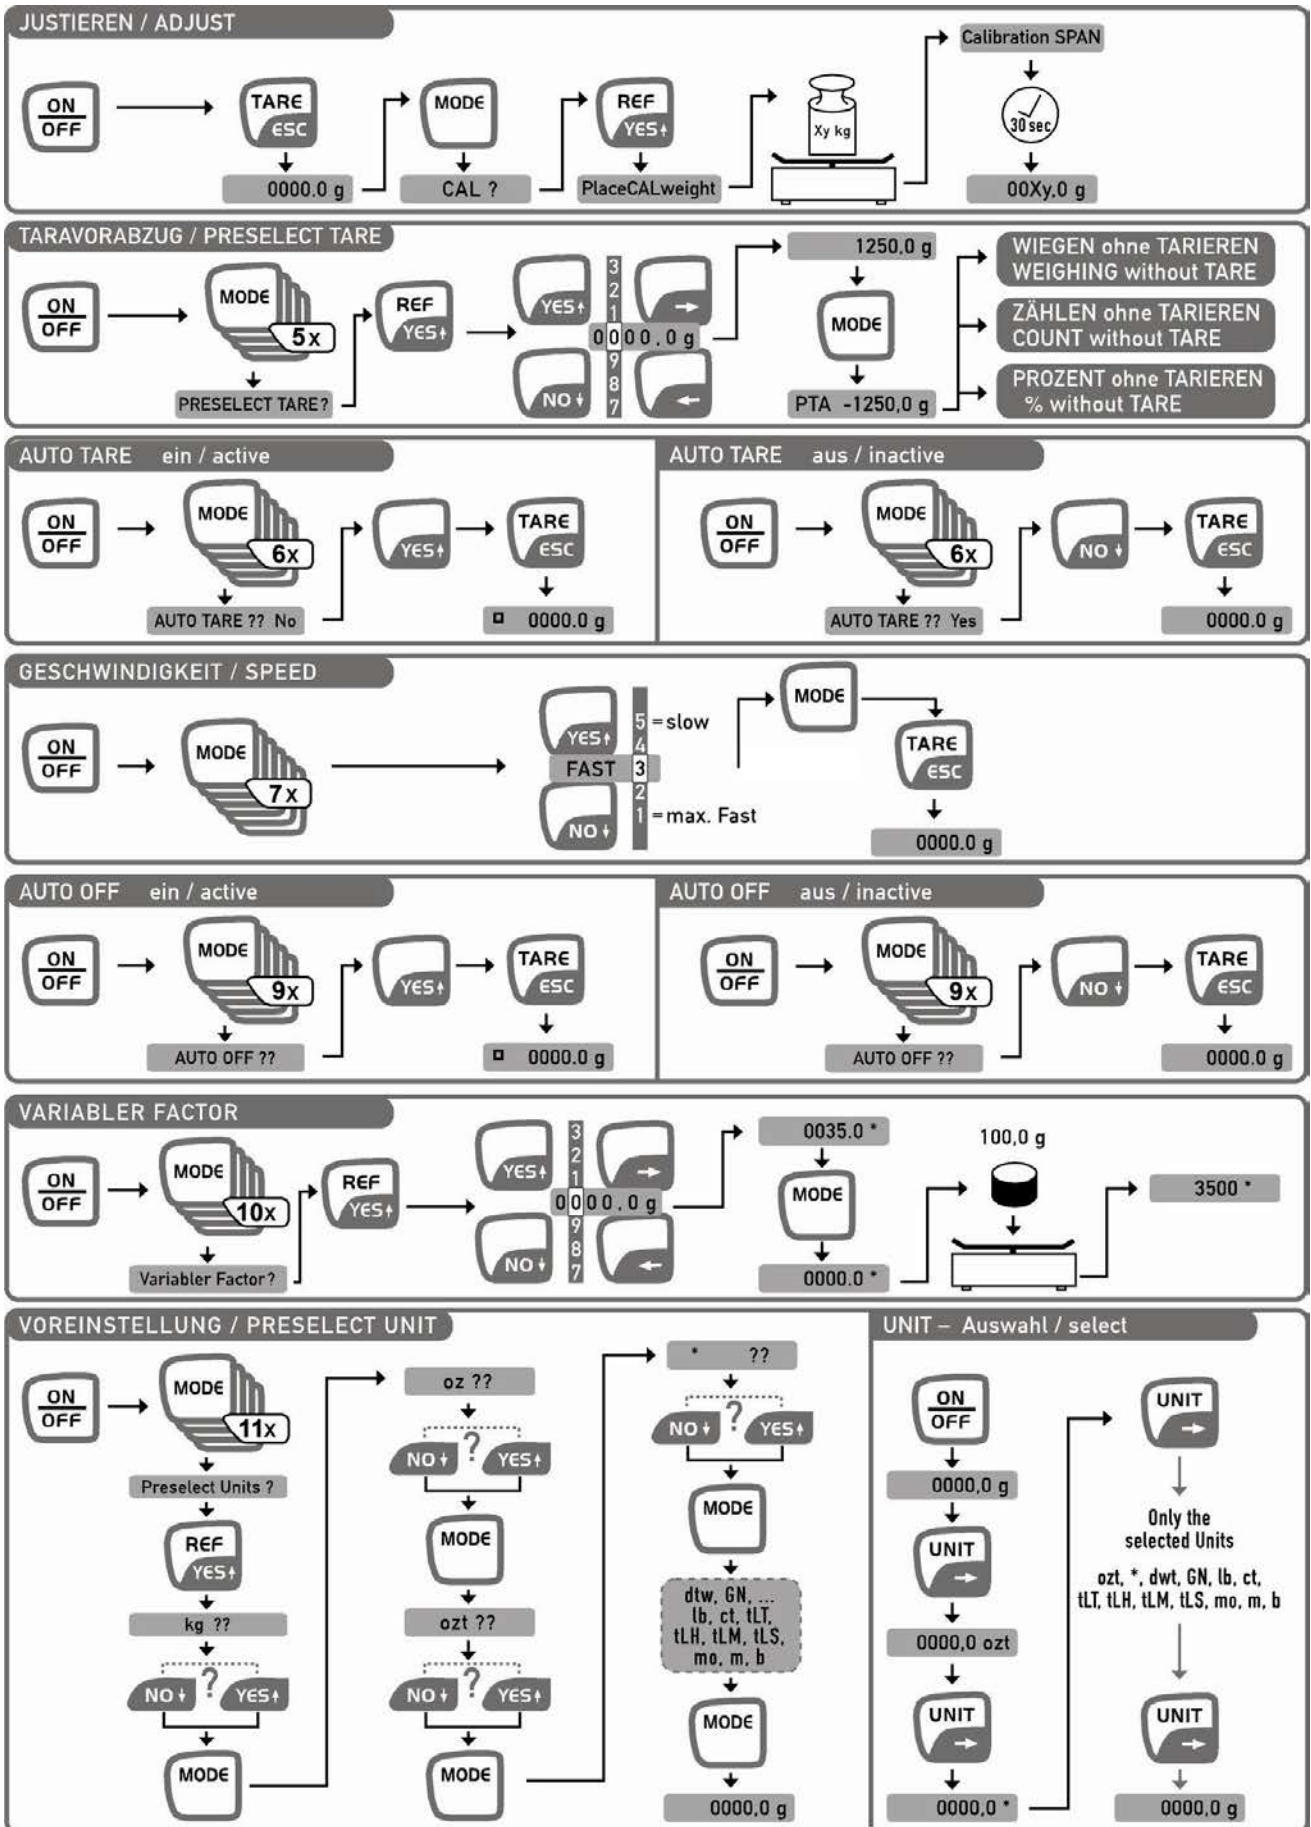 JUSTIEREN / ADJUST
ON
OFF
TARE
ESC
0000.0 g
MODE
CAL ?
REF
YES↑
PlaceCALweight
Xy kg
Calibration SPAN
30 sec
00Xy,0 g
TARAVORABZUG / PRESELECT TARE
ON
OFF
MODE
5x
PRESELECT TARE?
REF
YES↑
YES↑
→
NO↓
←
3
2
1
0000,0 g
9
8
7
1250,0 g
MODE
PTA -1250,0 g
WIEGEN ohne TARIEREN
WEIGHING without TARE
ZÄHLEN ohne TARIEREN
COUNT without TARE
PROZENT ohne TARIEREN
% without TARE
AUTO TARE ein / active
ON
OFF
MODE
6x
AUTO TARE ?? No
YES↑
TARE
ESC
0000.0 g
AUTO TARE aus / inactive
ON
OFF
MODE
6x
AUTO TARE ?? Yes
NO↓
TARE
ESC
0000.0 g
GESCHWINDIGKEIT / SPEED
ON
OFF
MODE
7x
YES↑
NO↓
5 = slow
4
FAST 3
2
1 = max. Fast
MODE
TARE
ESC
0000.0 g
AUTO OFF ein / active
ON
OFF
MODE
9x
AUTO OFF ??
YES↑
TARE
ESC
0000.0 g
AUTO OFF aus / inactive
ON
OFF
MODE
9x
AUTO OFF ??
NO↓
TARE
ESC
0000.0 g
VARIABLER FACTOR
ON
OFF
MODE
10x
Variabler Factor?
REF
YES↑
YES↑
→
NO↓
←
3
2
1
0000,0 g
9
8
7
0035.0 *
MODE
0000.0 *
100,0 g
3500 *
VOREINSTELLUNG / PRESELECT UNIT
ON
OFF
MODE
11x
Preselect Units ?
REF
YES↑
kg ??
NO↓ ? YES↑
MODE
oz ??
NO↓ ? YES↑
MODE
ozt ??
NO↓ ? YES↑
MODE
* ??
NO↓ ? YES↑
MODE
dtw, GN, ...
lb, ct, tLT,
tLH, tLM, tLS,
mo, m, b
MODE
0000,0 g
UNIT – Auswahl / select
ON
OFF
0000,0 g
UNIT
→
0000,0 ozt
UNIT
→
0000,0 *
UNIT
→
Only the
selected Units
ozt, *, dwt, GN, lb, ct,
tLT, tLH, tLM, tLS, mo, m, b
UNIT
→
0000,0 g